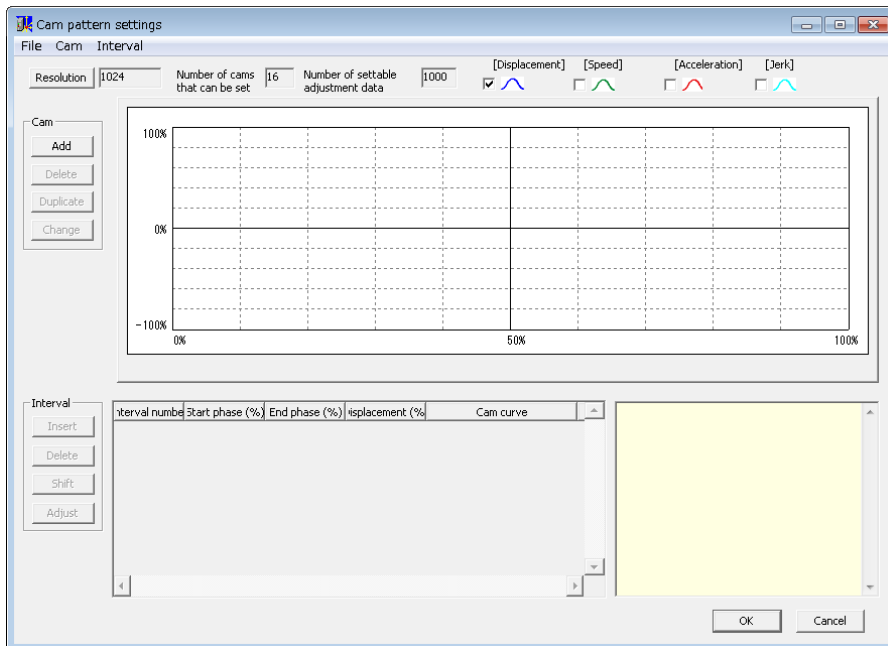 Cam pattern settings
File Cam Interval
Resolution 1024 Number of cams that can be set 16 Number of settable adjustment data 1000
[Displacement] [Speed] [Acceleration] [Jerk]
Cam
Add
Delete
Duplicate
Change
100%
0%
-100%
0% 50% 100%
Interval
Insert
Delete
Shift
Adjust
nterval numbe Start phase (%) End phase (%) isplacement (% Cam curve
OK Cancel